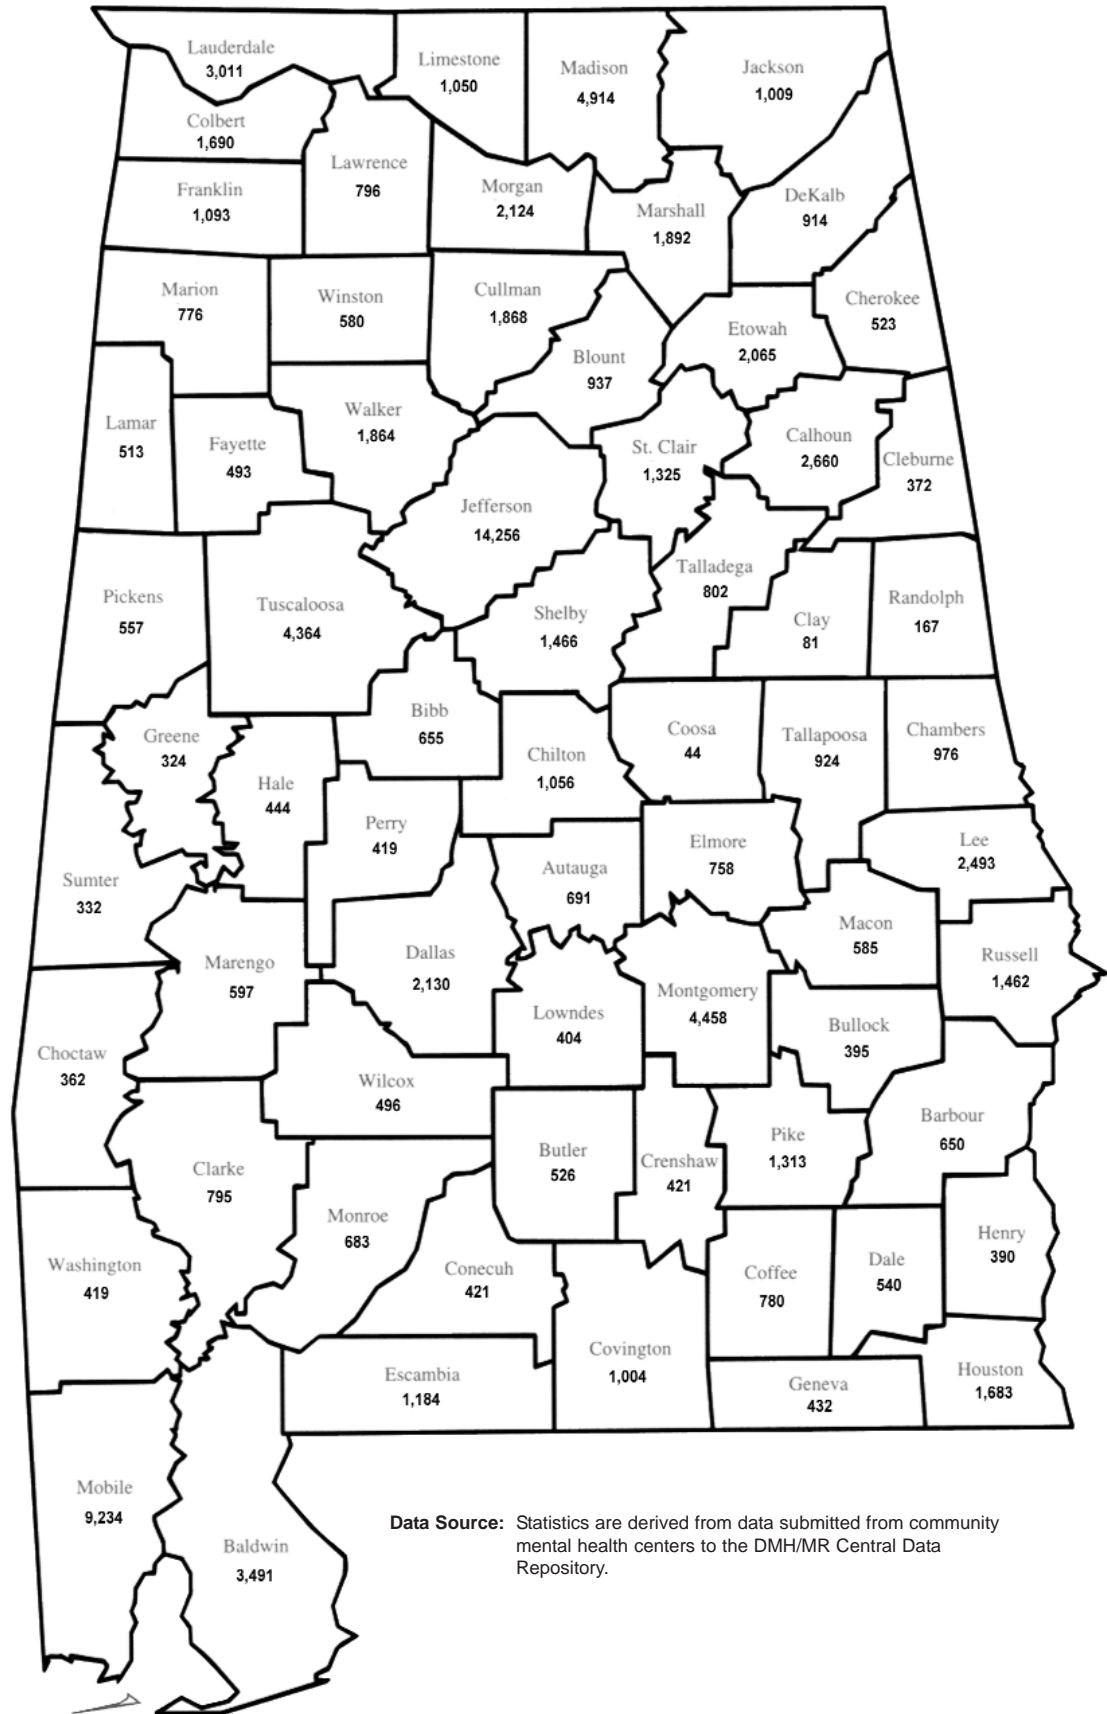 Lauderdale
3,011
Limestone
1,050
Madison
4,914
Jackson
1,009
Colbert
1,690
Lawrence
796
Franklin
1,093
Morgan
2,124
Marshall
1,892
DeKalb
914
Marion
776
Winston
580
Cullman
1,868
Cherokee
523
Etowah
2,065
Blount
937
Lamar
513
Fayette
493
Walker
1,864
St. Clair
1,325
Calhoun
2,660
Cleburne
372
Jefferson
14,256
Talladega
802
Pickens
557
Tuscaloosa
4,364
Shelby
1,466
Clay
81
Randolph
167
Greene
324
Bibb
655
Coosa
44
Tallapoosa
924
Chambers
976
Hale
444
Chilton
1,056
Perry
419
Elmore
758
Lee
2,493
Sumter
332
Autauga
691
Macon
585
Marengo
597
Dallas
2,130
Russell
1,462
Montgomery
4,458
Lowndes
404
Bullock
395
Choctaw
362
Wilcox
496
Barbour
650
Pike
1,313
Butler
526
Crenshaw
421
Clarke
795
Monroe
683
Henry
390
Washington
419
Conecuh
421
Coffee
780
Dale
540
Covington
1,004
Escambia
1,184
Geneva
432
Houston
1,683
Mobile
9,234
Baldwin
3,491
Data Source: Statistics are derived from data submitted from community
mental health centers to the DMH/MR Central Data
Repository.